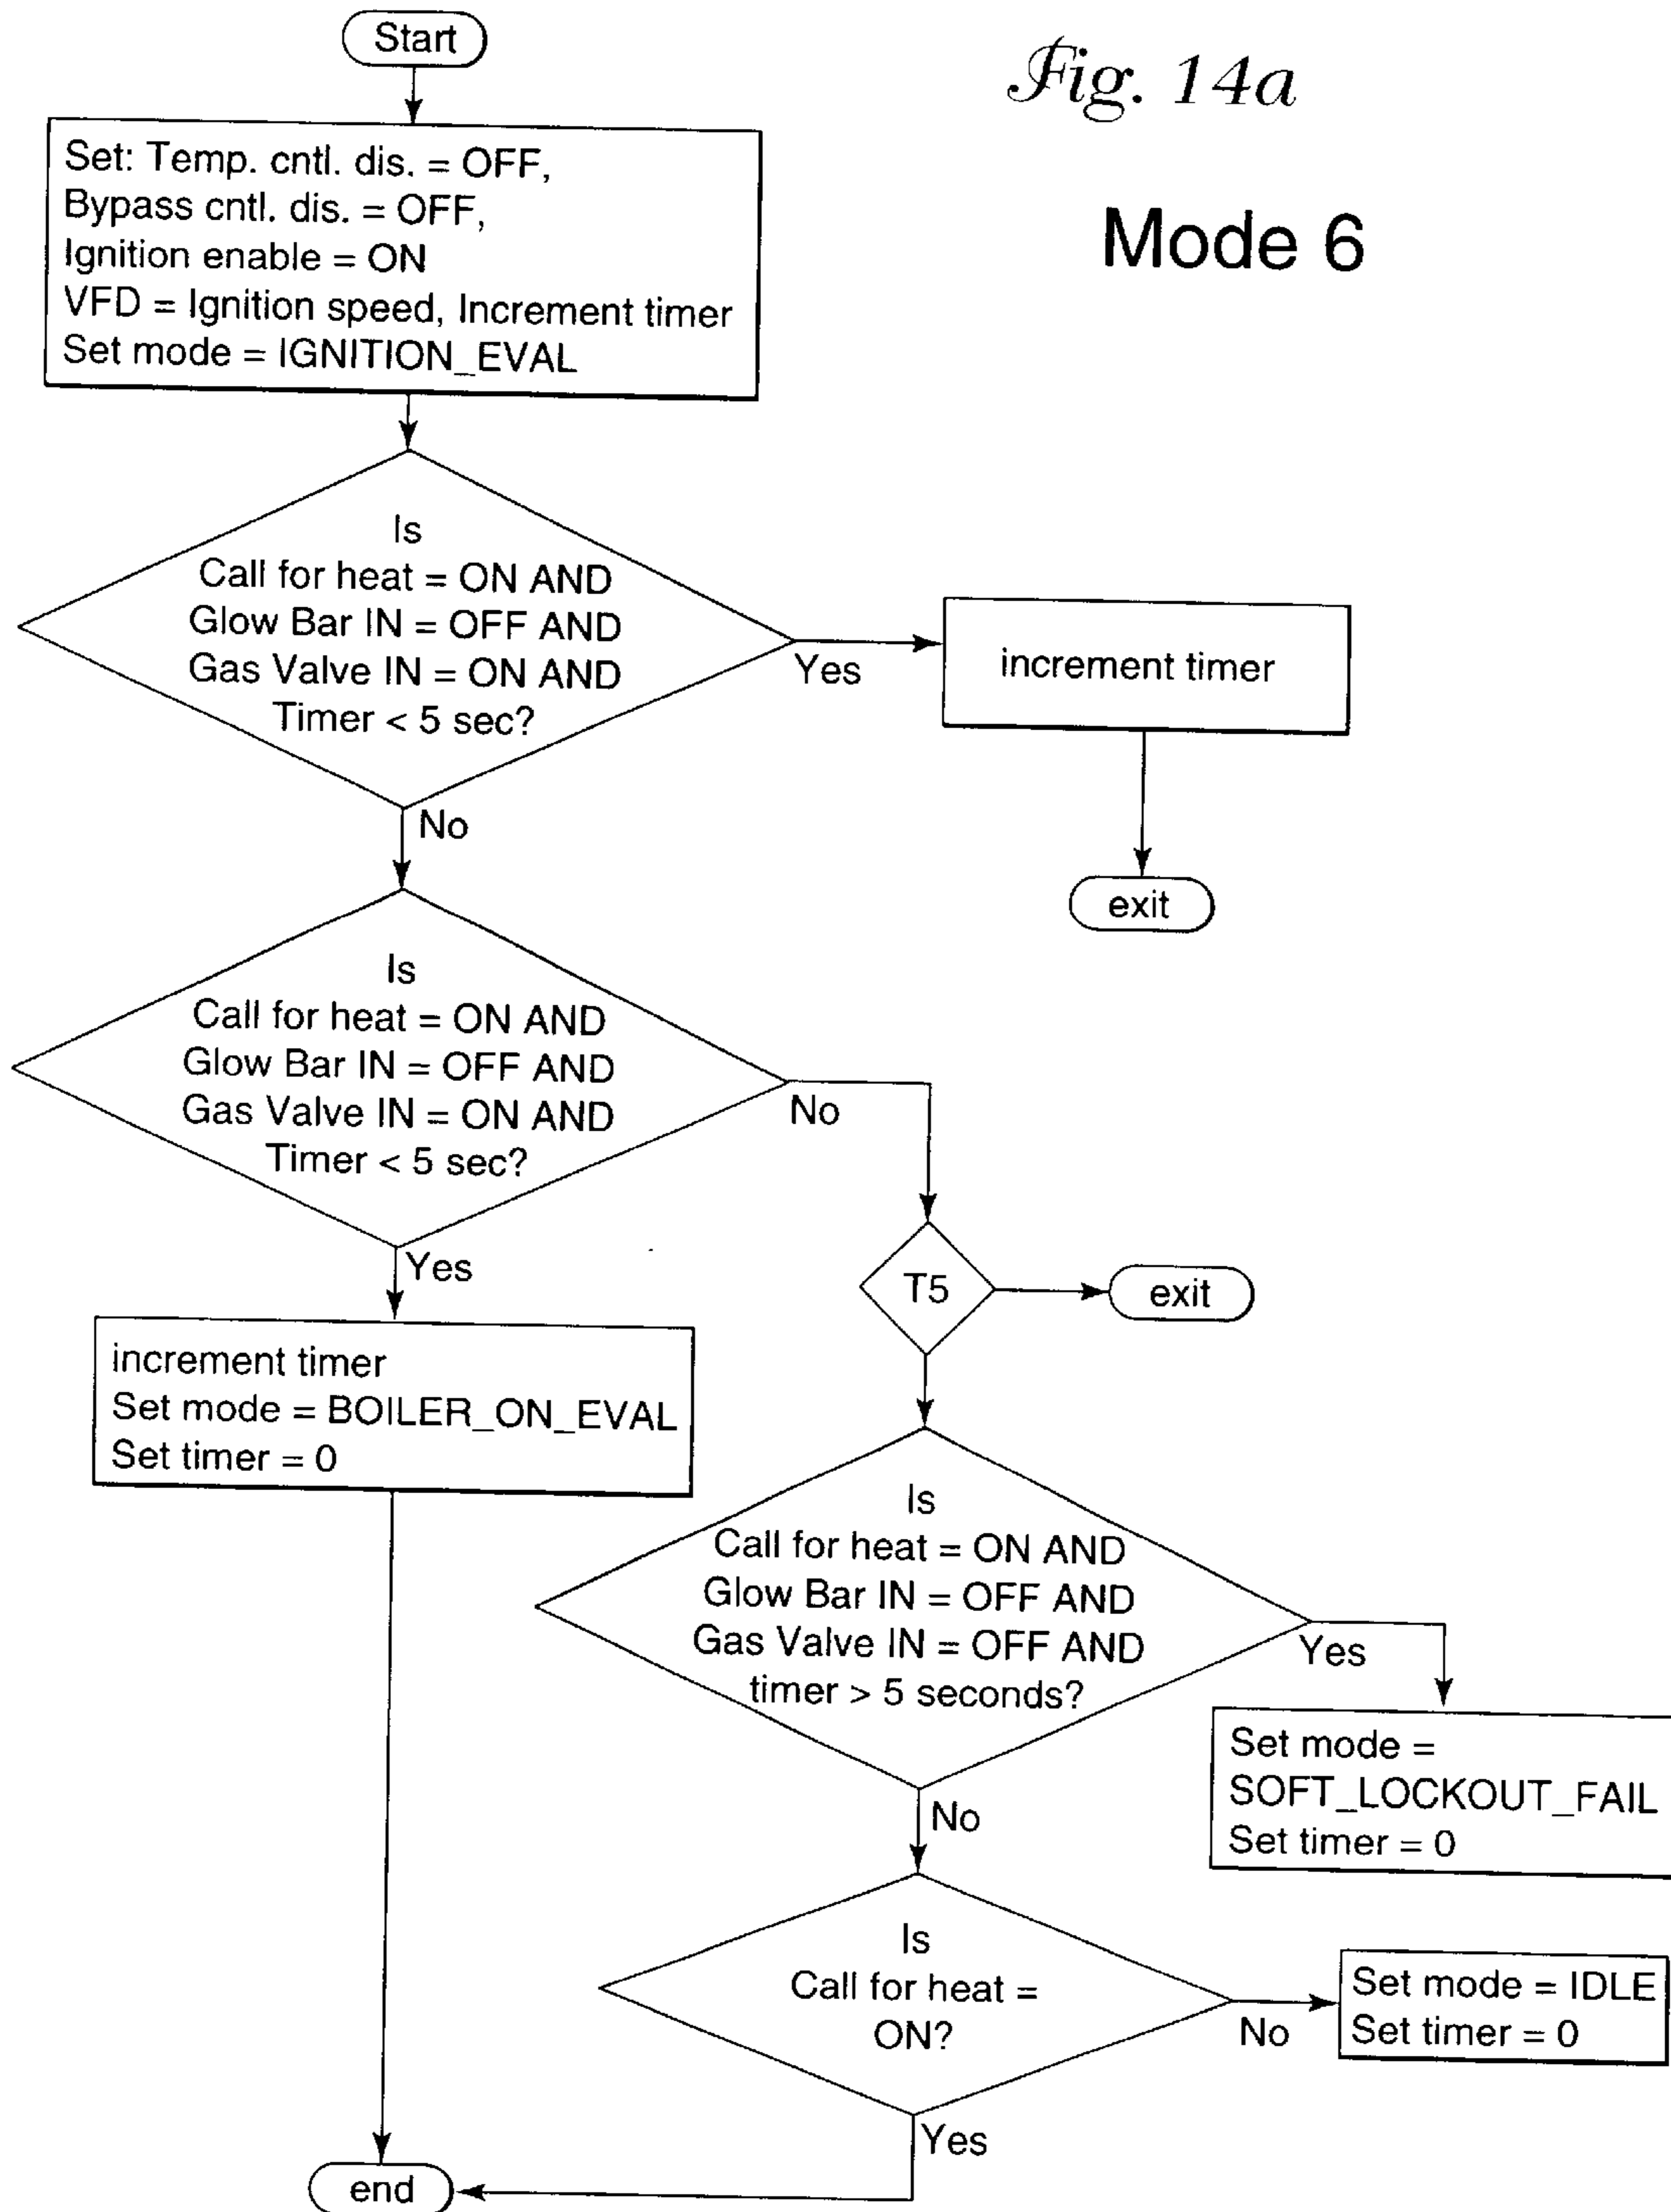 Start
Fig. 14a
Mode 6
Set: Temp. cntl. dis. = OFF,
Bypass cntl. dis. = OFF,
Ignition enable = ON
VFD = Ignition speed, Increment timer
Set mode = IGNITION_EVAL
Is
Call for heat = ON AND
Glow Bar IN = OFF AND
Gas Valve IN = ON AND
Timer < 5 sec?
Yes
increment timer
exit
No
Is
Call for heat = ON AND
Glow Bar IN = OFF AND
Gas Valve IN = ON AND
Timer < 5 sec?
No
Yes
T5
exit
increment timer
Set mode = BOILER_ON_EVAL
Set timer = 0
Is
Call for heat = ON AND
Glow Bar IN = OFF AND
Gas Valve IN = OFF AND
timer > 5 seconds?
Yes
Set mode =
SOFT_LOCKOUT_FAIL
Set timer = 0
No
Is
Call for heat =
ON?
No
Set mode = IDLE
Set timer = 0
Yes
end